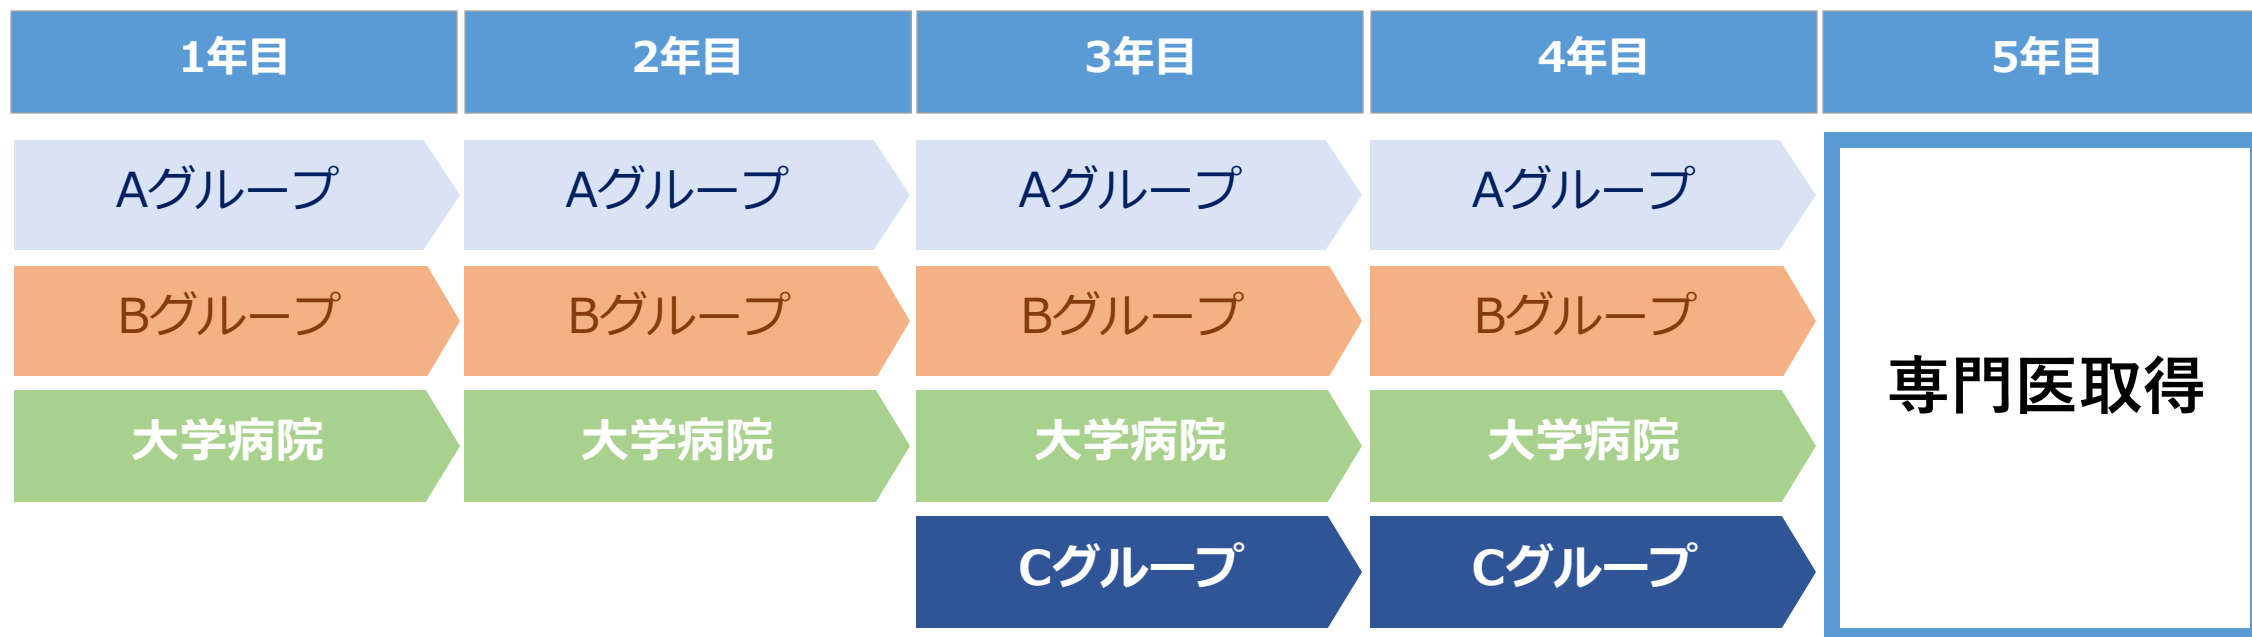 1年目
2年目
3年目
4年目
5年目
Aグループ
Aグループ
Aグループ
Aグループ
Bグループ
Bグループ
Bグループ
Bグループ
専門医取得
大学病院
大学病院
大学病院
大学病院
Cグループ
Cグループ